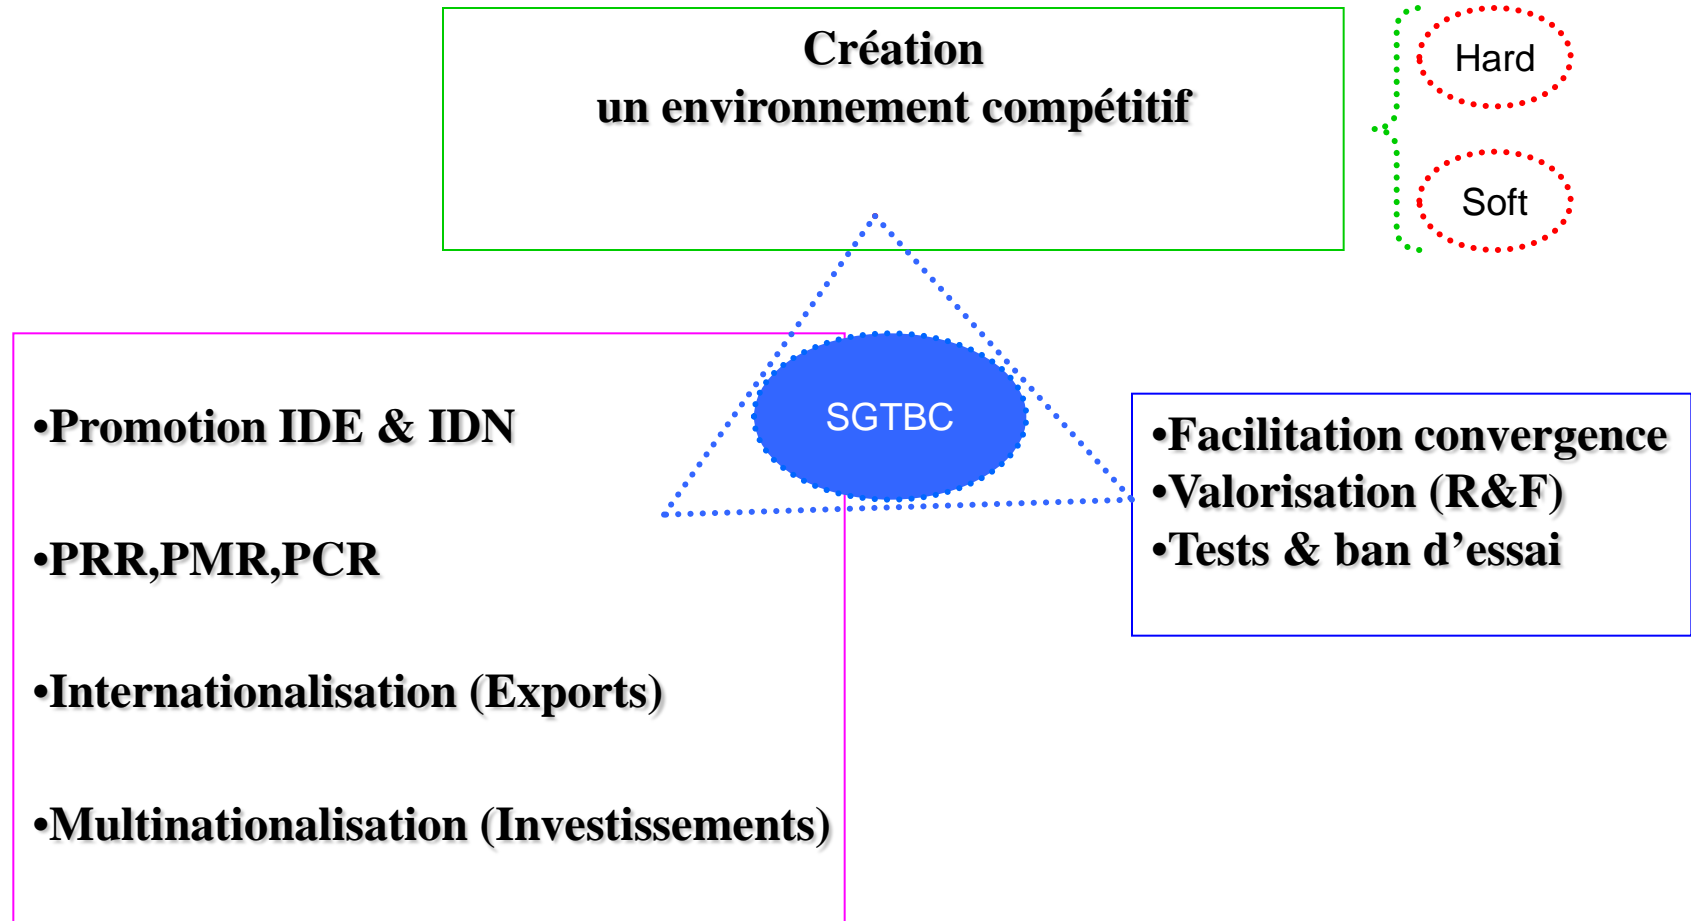 Création
un environnement compétitif
Hard
Soft
SGTBC
•Promotion IDE & IDN
•PRR,PMR,PCR
•Internationalisation (Exports)
•Multinationalisation (Investissements)
•Facilitation convergence
•Valorisation (R&F)
•Tests & ban d’essai